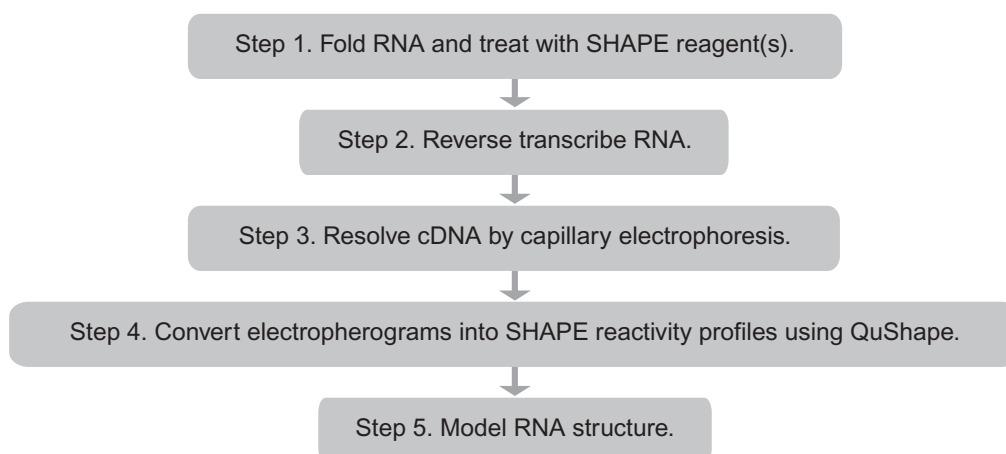 Step 1. Fold RNA and treat with SHAPE reagent(s).
Step 2. Reverse transcribe RNA.
Step 3. Resolve cDNA by capillary electrophoresis.
Step 4. Convert electropherograms into SHAPE reactivity profiles using QuShape.
Step 5. Model RNA structure.